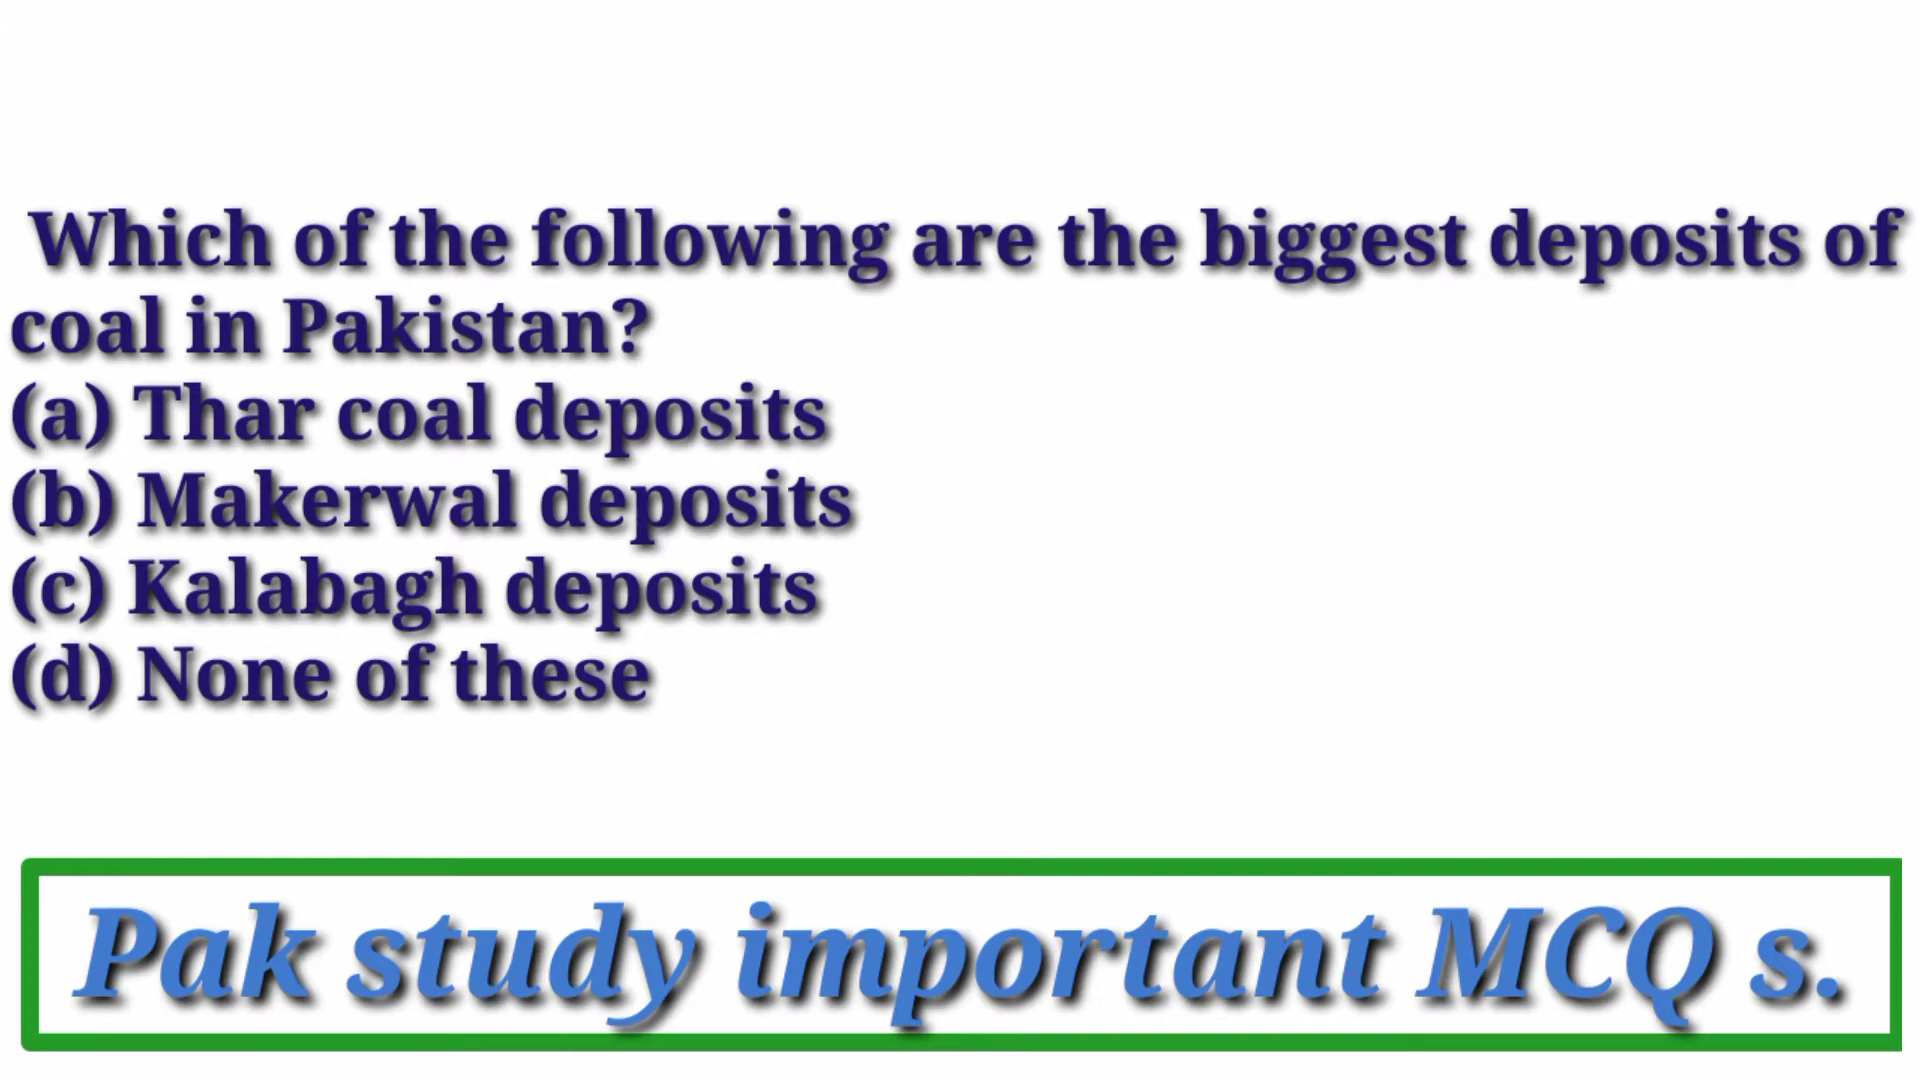 Which of the following are the biggest deposits of
coal in Pakistan?
(a) Thar coal deposits
(b) Makerwal deposits
(c) Kalabagh deposits
(d) None of these
Pak study important MCQ s.